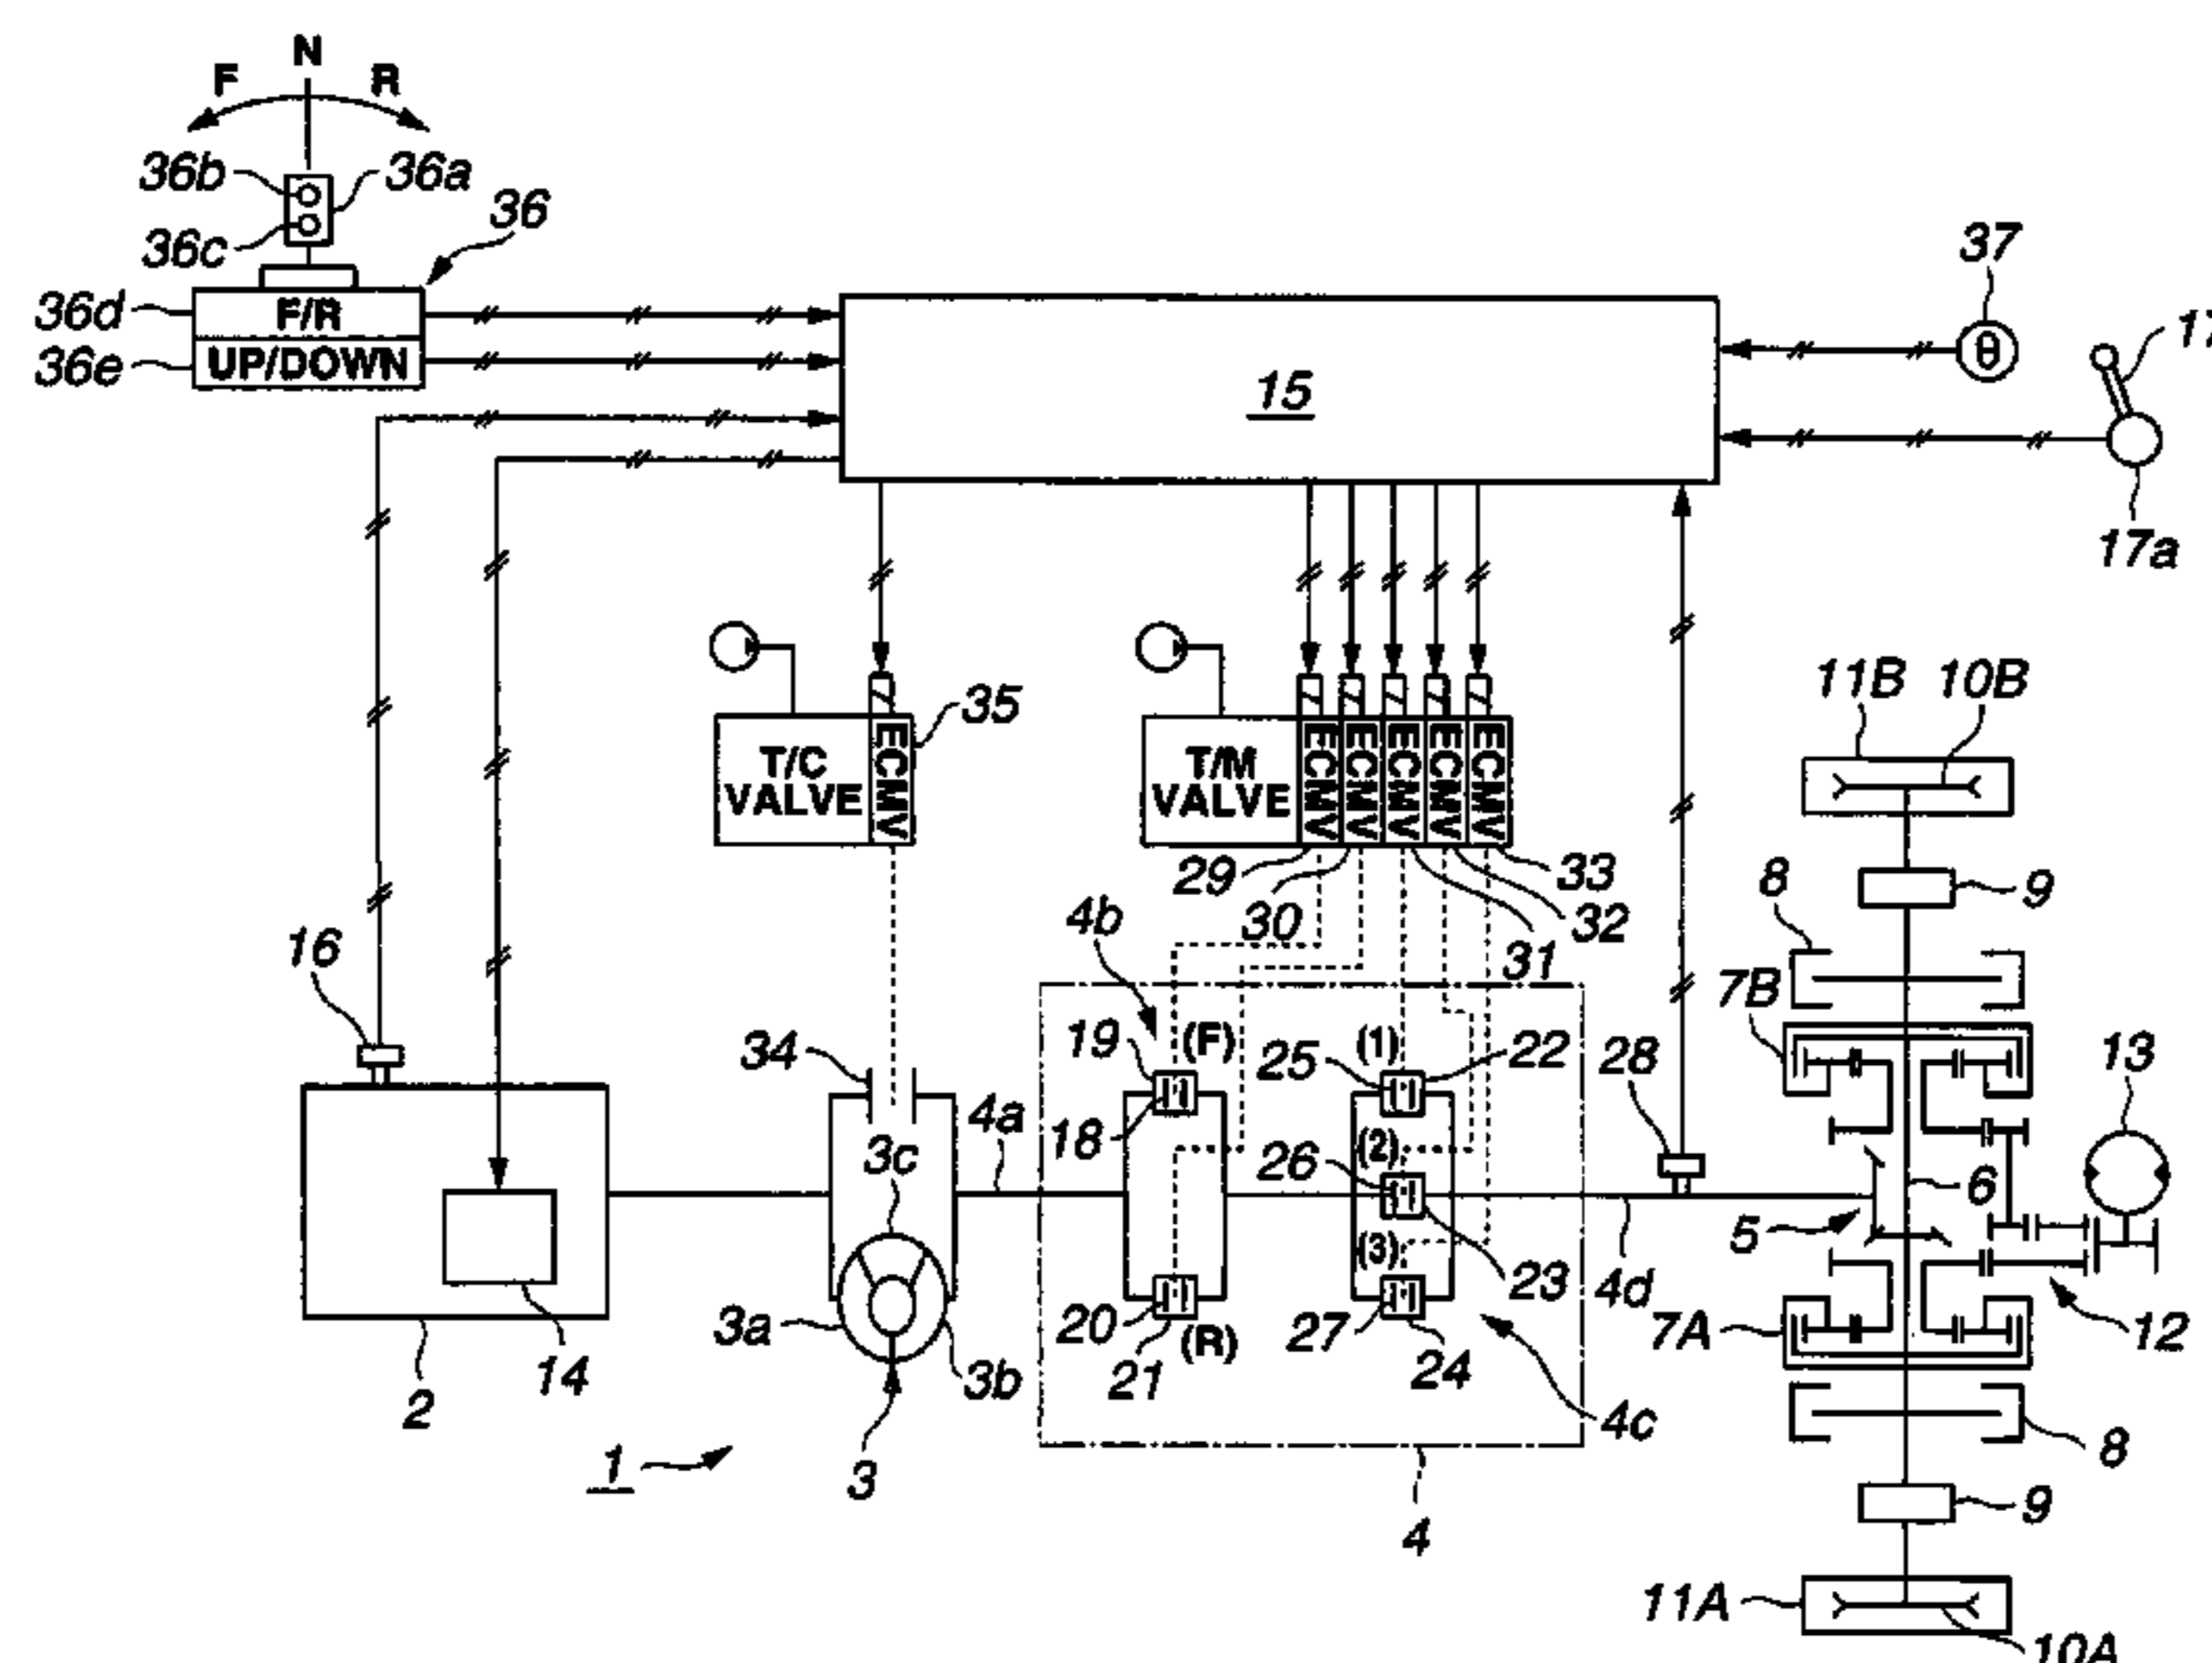 N
F R
36b 36a
36
36c
37
36d F/R
17
36e UP/DOWN
θ
15
17a
11B 10B
35
T/C VALVE ECMV
T/M VALVE ECMV ECMV ECMV ECMV ECMV
29 33
8 9
4b 30 32
16 31
7B
34 19 (F) 25 (1) 22 28 13
4a
18 (2)
3c 26
6
5
(3)
23 4d
3a 20 27 7A 12
(R)
14 3b 21 24
2 4c
8
1 3
9
4
11A
10A